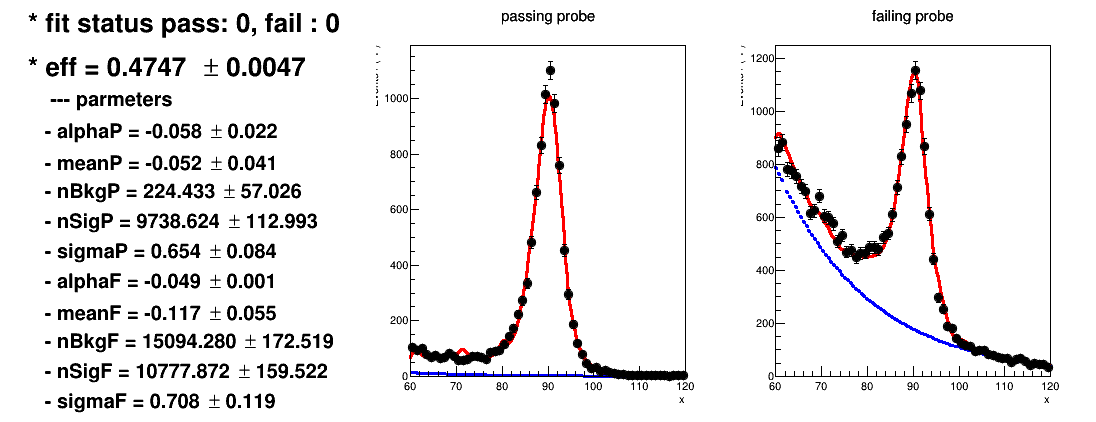 * fit status pass: 0, fail : 0
* eff = 0.4747 ± 0.0047
--- parmeters
- alphaP = -0.058 ± 0.022
- meanP = -0.052 ± 0.041
- nBkgP = 224.433 ± 57.026
- nSigP = 9738.624 ± 112.993
- sigmaP = 0.654 ± 0.084
- alphaF = -0.049 ± 0.001
- meanF = -0.117 ± 0.055
- nBkgF = 15094.280 ± 172.519
- nSigF = 10777.872 ± 159.522
- sigmaF = 0.708 ± 0.119
passing probe
1000
800
600
400
200
0
60 70 80 90 100 110 120
x
failing probe
1200
1000
800
600
400
200
0
60 70 80 90 100 110 120
x